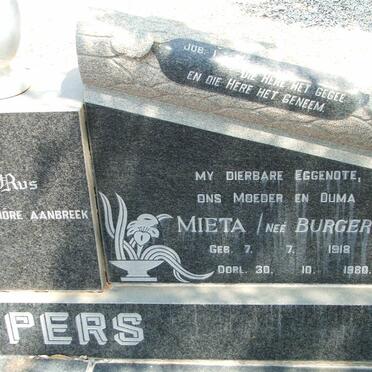 JOB.
DIE HERE HET GEGEE
EN DIE HERE HET GENEEM.
Rus
MÔRE AANBREEK
MY DIERBARE EGGENOTE,
ONS MOEDER EN OUMA
MIETA (NEÉ BURGER
GEB. 7. 7. 1918
OORL. 30. 10. 1980.
PERS